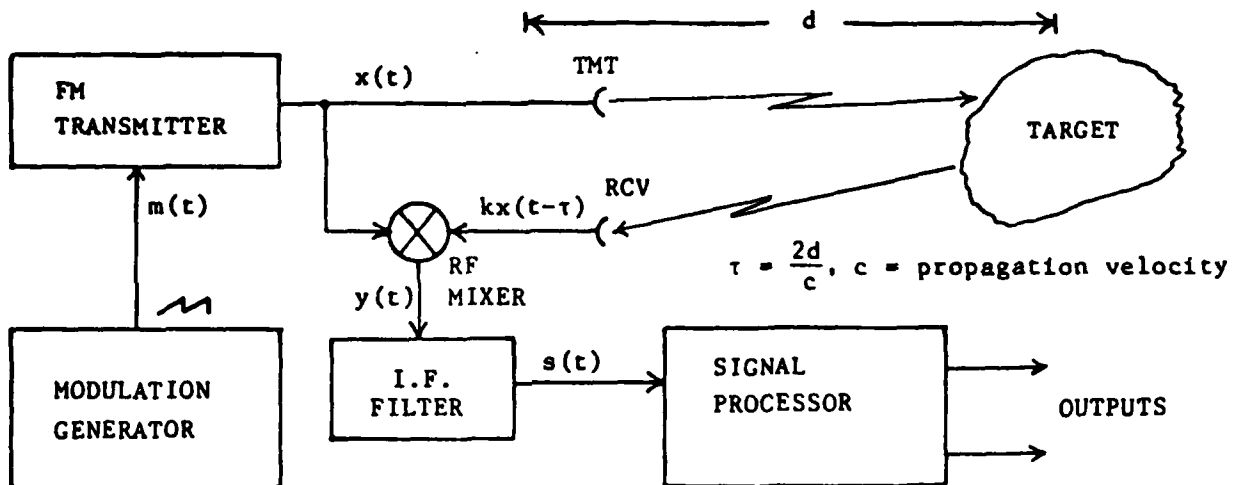 d
FM
TRANSMITTER
x(t)
TMT
TARGET
m(t)
RCV
kx(t-τ)
τ = 2d/c, c = propagation velocity
RF
MIXER
y(t)
MODULATION
GENERATOR
I.F.
FILTER
s(t)
SIGNAL
PROCESSOR
OUTPUTS